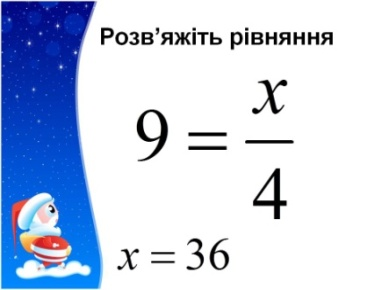 Розв’яжіть рівняння
9 = x/4
x = 36